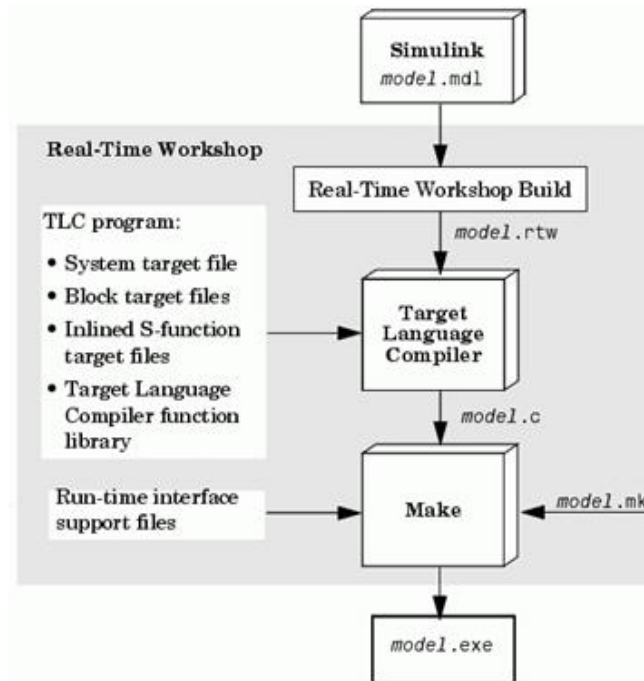 Simulink
model.mdl
Real-Time Workshop
Real-Time Workshop Build
model.rtw
TLC program:
• System target file
• Block target files
• Inlined S-function
target files
• Target Language
Compiler function
library
Target
Language
Compiler
model.c
Run-time interface
support files
Make
model.mk
model.exe